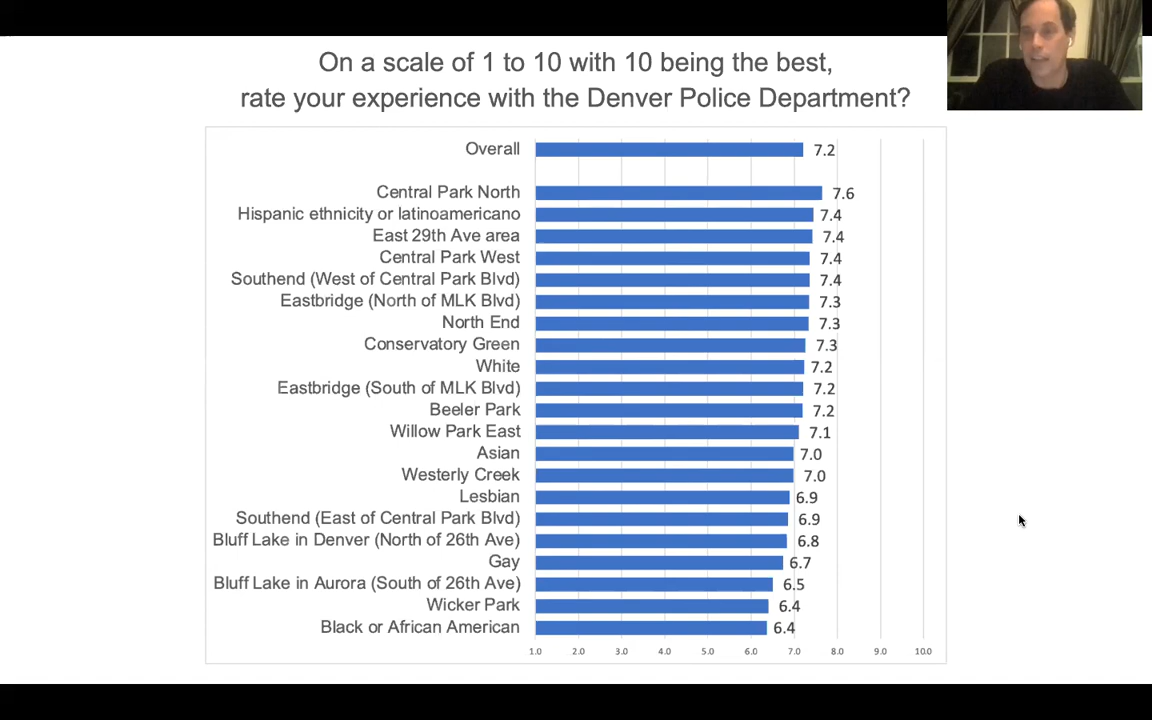 On a scale of 1 to 10 with 10 being the best,
rate your experience with the Denver Police Department?
Overall 7.2
Central Park North 7.6
Hispanic ethnicity or latinoamericano 7.4
East 29th Ave area 7.4
Central Park West 7.4
Southend (West of Central Park Blvd) 7.4
Eastbridge (North of MLK Blvd) 7.3
North End 7.3
Conservatory Green 7.3
White 7.2
Eastbridge (South of MLK Blvd) 7.2
Beeler Park 7.2
Willow Park East 7.1
Asian 7.0
Westerly Creek 7.0
Lesbian 6.9
Southend (East of Central Park Blvd) 6.9
Bluff Lake in Denver (North of 26th Ave) 6.8
Gay 6.7
Bluff Lake in Aurora (South of 26th Ave) 6.5
Wicker Park 6.4
Black or African American 6.4
1.0 2.0 3.0 4.0 5.0 6.0 7.0 8.0 9.0 10.0